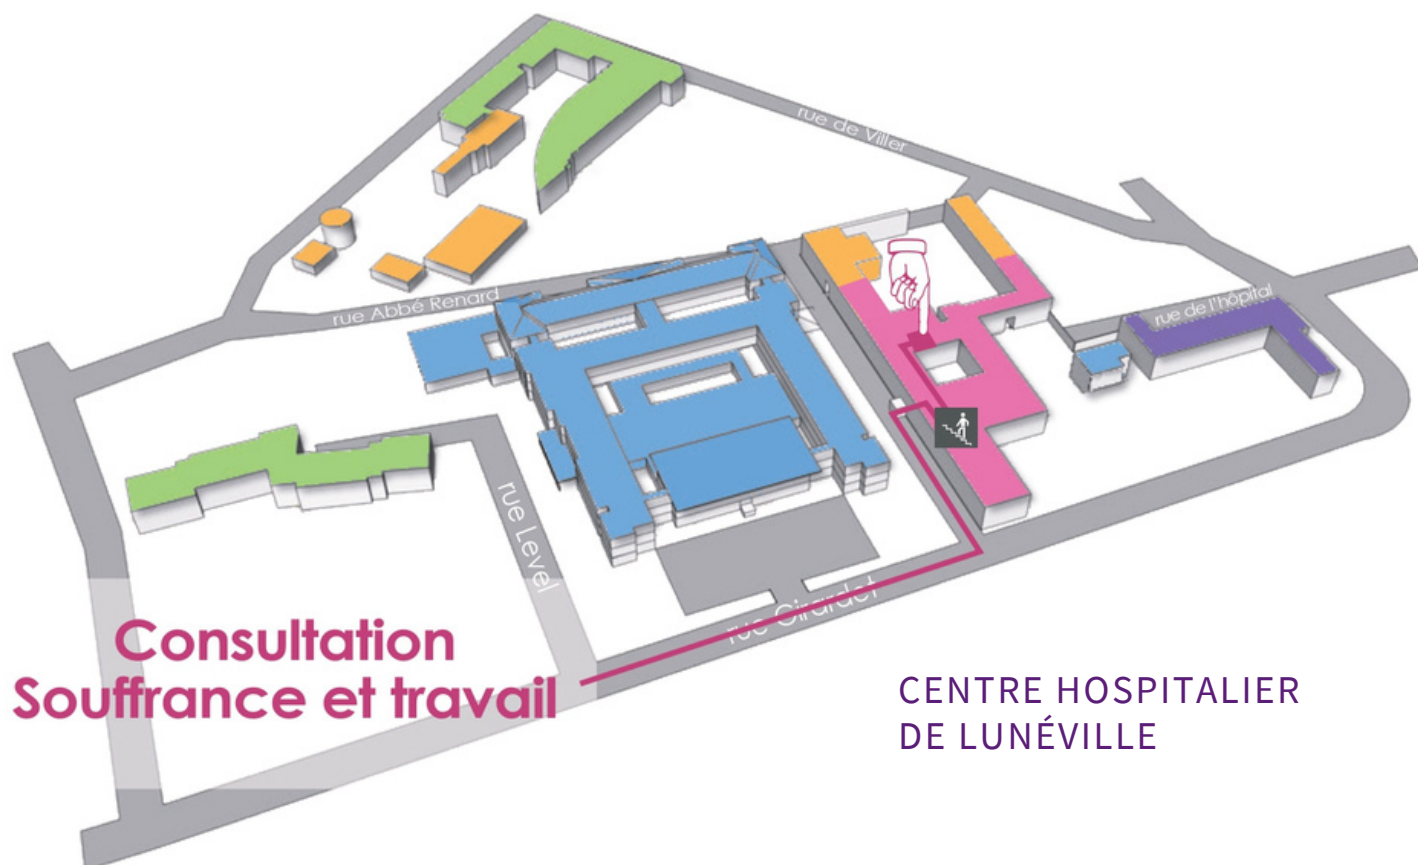 rue de Viller
rue Abbé Renard
rue de l'hôpital
rue Level
rue Girardet
Consultation
Souffrance et travail
CENTRE HOSPITALIER
DE LUNÉVILLE